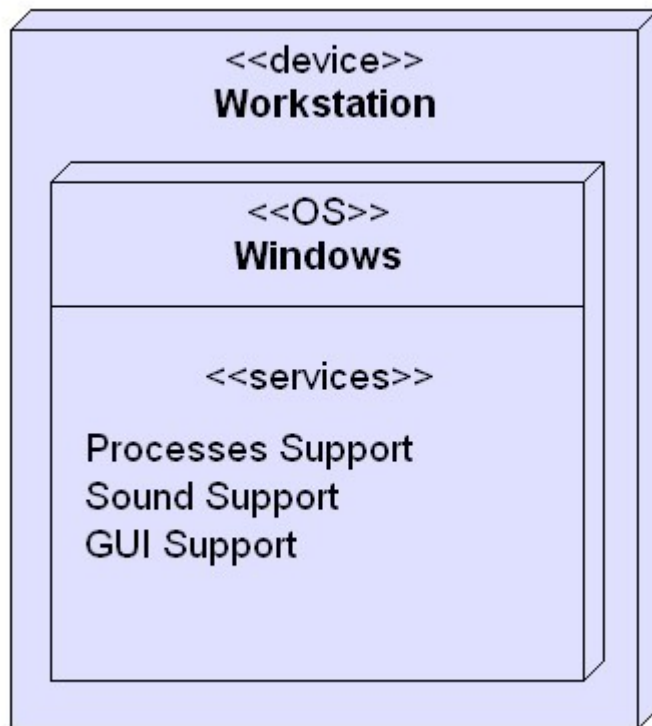 <<device>>
Workstation
<<OS>>
Windows
<<services>>
Processes Support
Sound Support
GUI Support